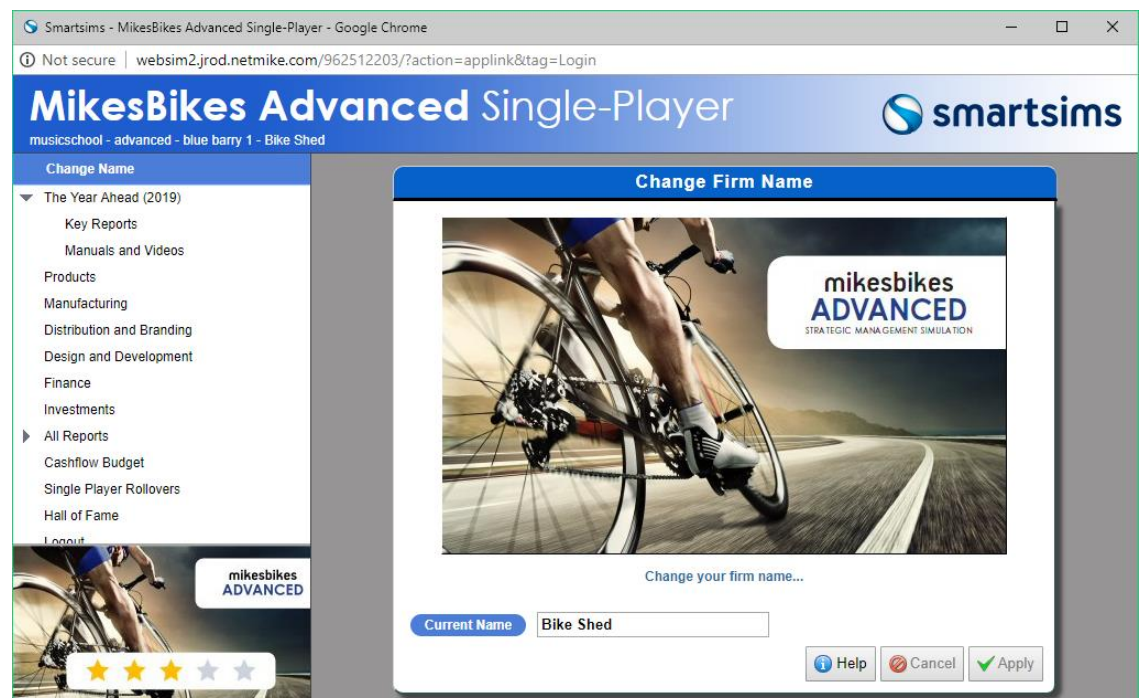 Smartsims - MikesBikes Advanced Single-Player - Google Chrome
Not secure | websim2.jrod.netmike.com/962512203/?action=applink&tag=Login
MikesBikes Advanced Single-Player
smartsims
musicschool - advanced - blue barry 1 - Bike Shed
Change Name
The Year Ahead (2019)
Key Reports
Manuals and Videos
Products
Manufacturing
Distribution and Branding
Design and Development
Finance
Investments
All Reports
Cashflow Budget
Single Player Rollovers
Hall of Fame
Logout
mikesbikes
ADVANCED
Change Firm Name
mikesbikes
ADVANCED
STRATEGIC MANAGEMENT SIMULATION
Change your firm name...
Current Name Bike Shed
Help Cancel Apply